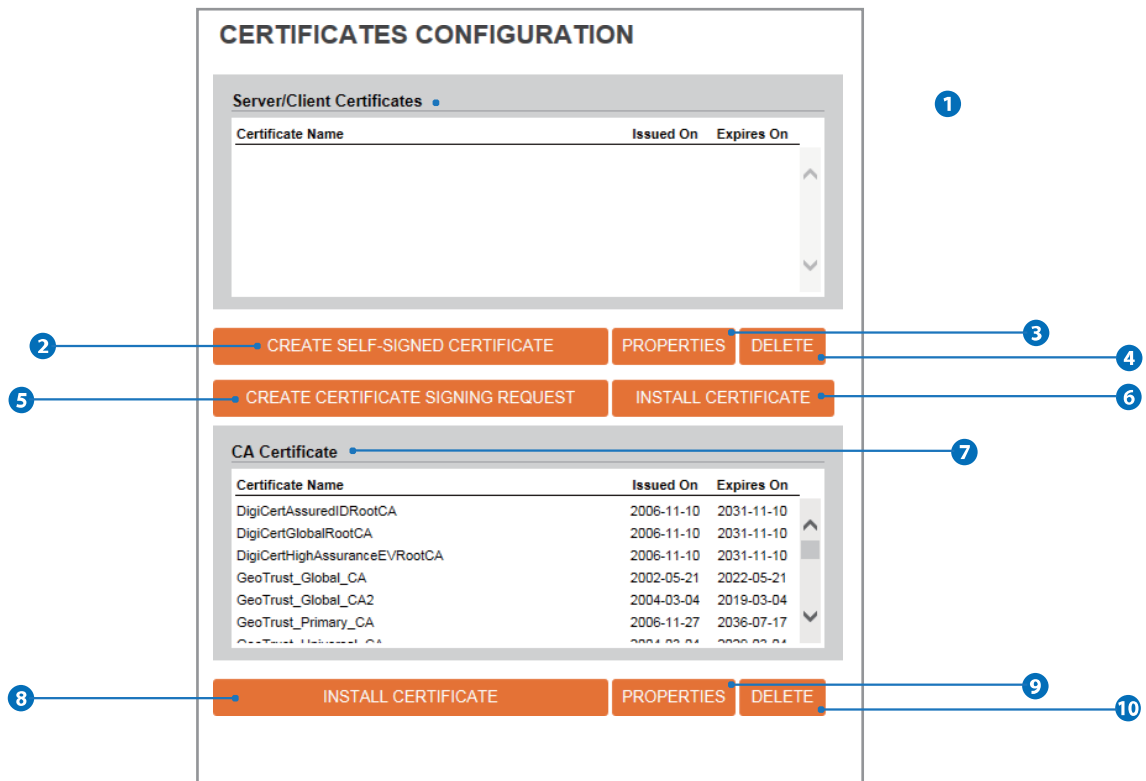 CERTIFICATES CONFIGURATION
Server/Client Certificates
1
Certificate Name Issued On Expires On
2
CREATE SELF-SIGNED CERTIFICATE PROPERTIES DELETE
3
4
5
CREATE CERTIFICATE SIGNING REQUEST INSTALL CERTIFICATE
6
CA Certificate
7
Certificate Name Issued On Expires On
DigiCertAssuredIDRootCA 2006-11-10 2031-11-10
DigiCertGlobalRootCA 2006-11-10 2031-11-10
DigiCertHighAssuranceEVRootCA 2006-11-10 2031-11-10
GeoTrust_Global_CA 2002-05-21 2022-05-21
GeoTrust_Global_CA2 2004-03-04 2019-03-04
GeoTrust_Primary_CA 2006-11-27 2036-07-17
8
INSTALL CERTIFICATE PROPERTIES DELETE
9
10